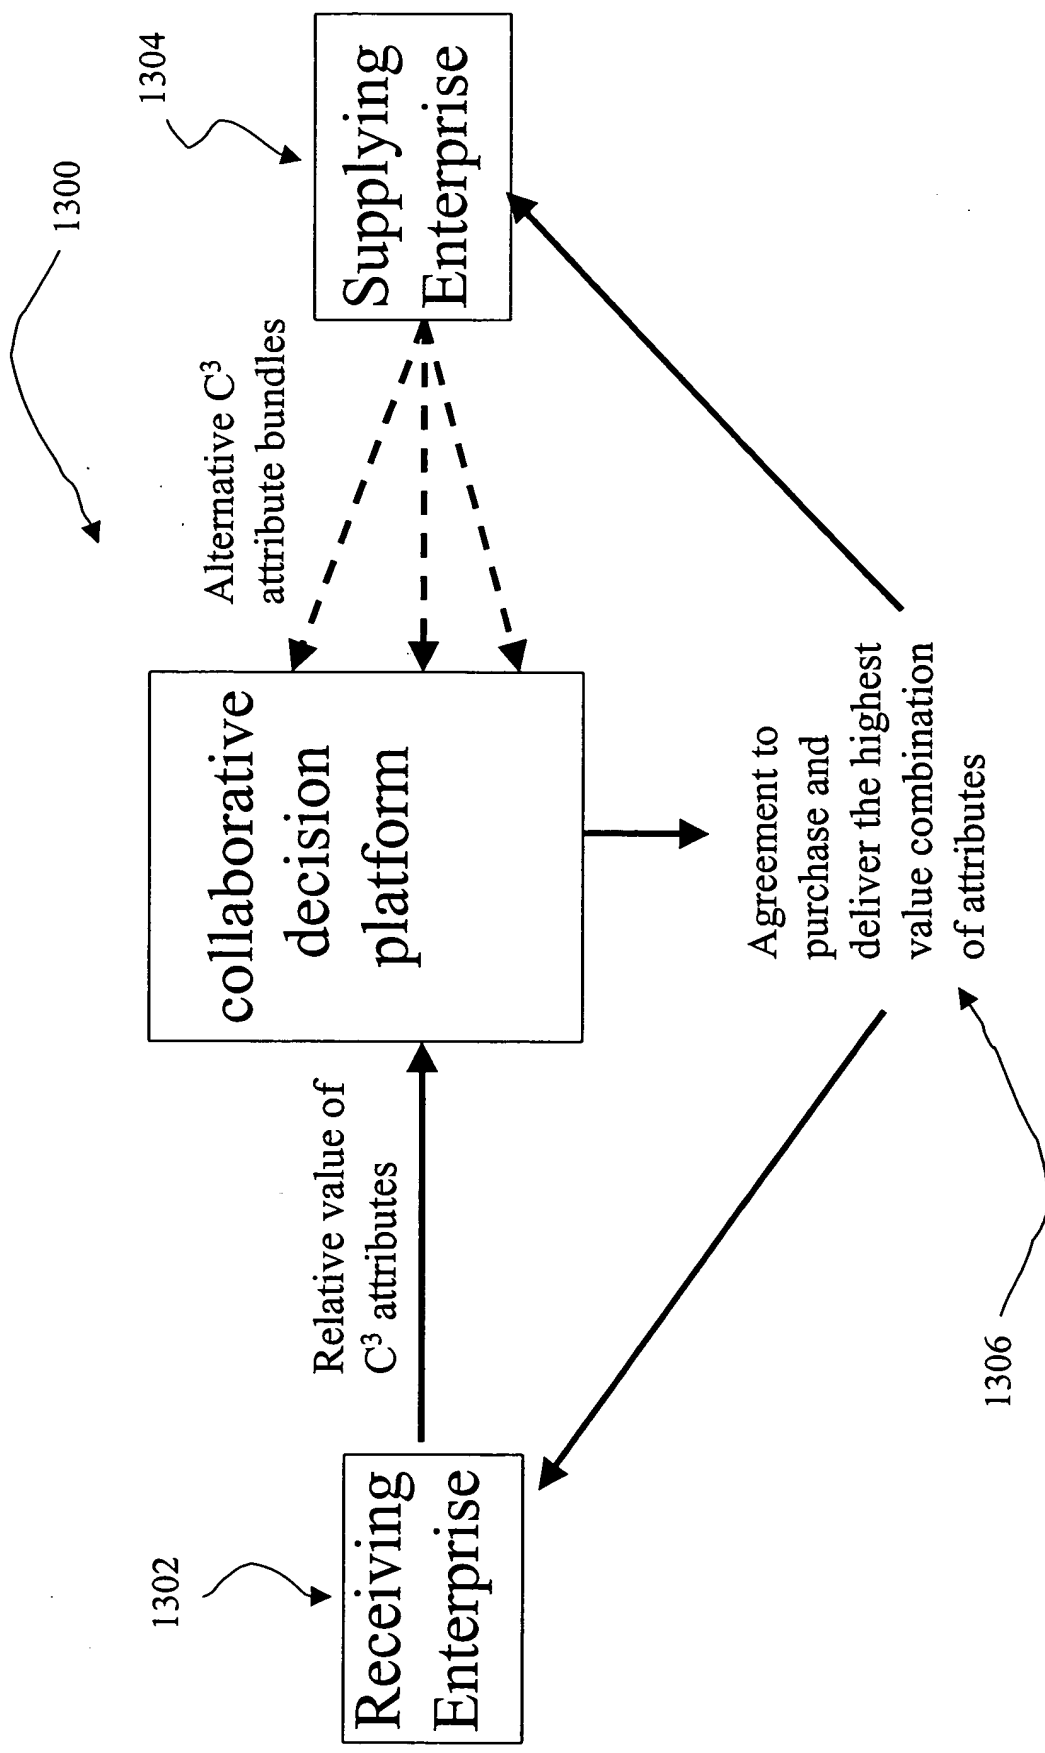 1300
1304
Supplying
Enterprise
Alternative C³
attribute bundles
collaborative
decision
platform
Relative value of
C³ attributes
1302
Receiving
Enterprise
Agreement to
purchase and
deliver the highest
value combination
of attributes
1306